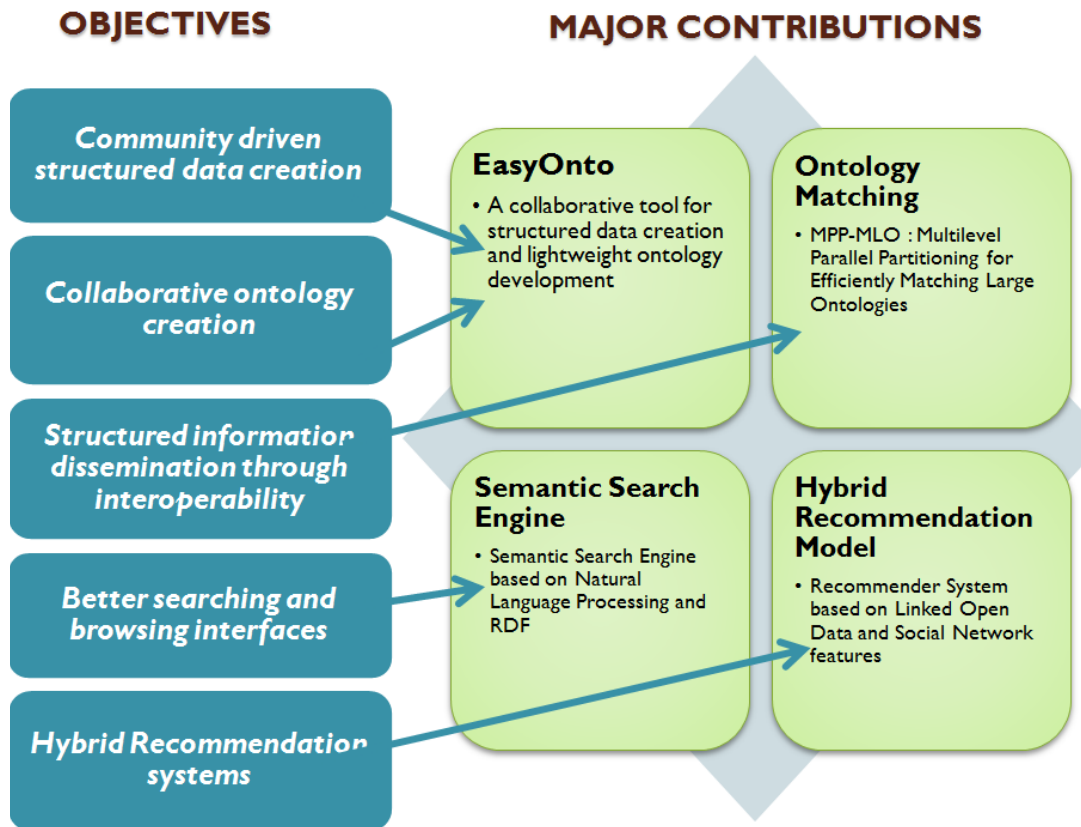 OBJECTIVES
MAJOR CONTRIBUTIONS
Community driven
structured data creation
Collaborative ontology
creation
Structured information
dissemination through
interoperability
Better searching and
browsing interfaces
Hybrid Recommendation
systems
EasyOnto
• A collaborative tool for
structured data creation
and lightweight ontology
development
Ontology
Matching
• MPP-MLO : Multilevel
Parallel Partitioning for
Efficiently Matching Large
Ontologies
Semantic Search
Engine
• Semantic Search Engine
based on Natural
Language Processing and
RDF
Hybrid
Recommendation
Model
• Recommender System
based on Linked Open
Data and Social Network
features